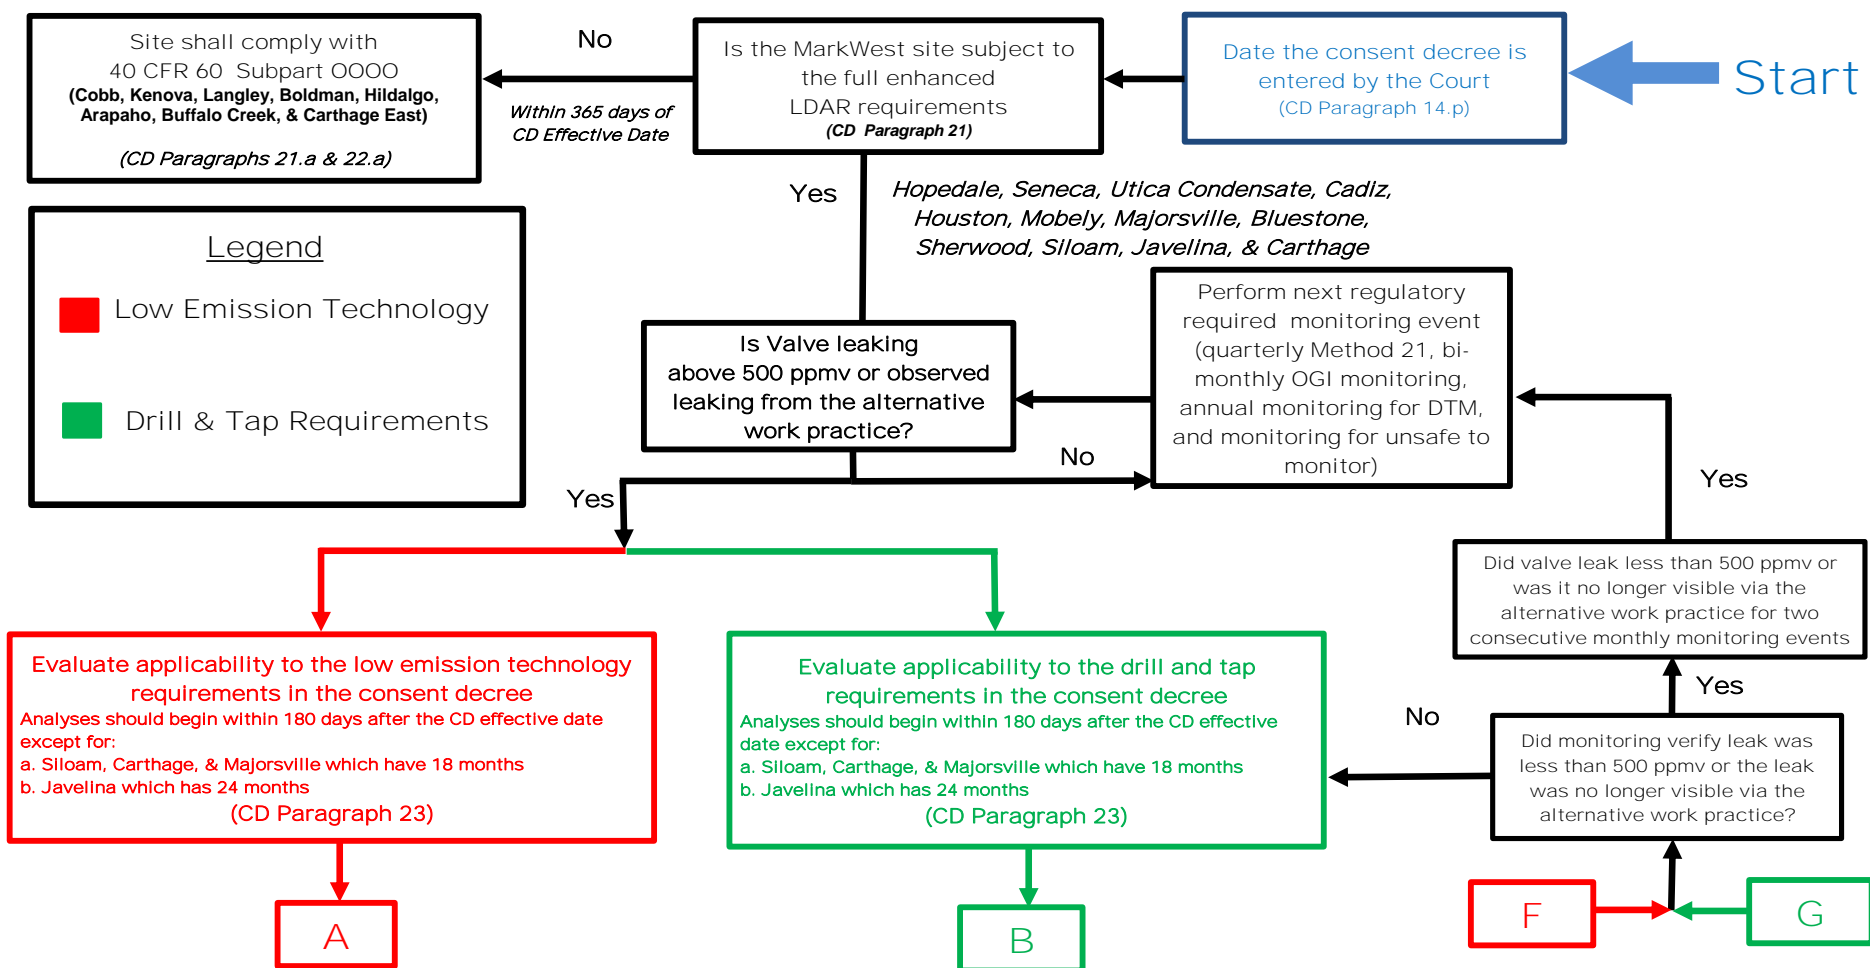 Site shall comply with
40 CFR 60 Subpart OOOO
(Cobb, Kenova, Langley, Boldman, Hildalgo,
Arapaho, Buffalo Creek, & Carthage East)
(CD Paragraphs 21.a & 22.a)
No
Within 365 days of
CD Effective Date
Is the MarkWest site subject to
the full enhanced
LDAR requirements
(CD Paragraph 21)
Date the consent decree is
entered by the Court
(CD Paragraph 14.p)
Start
Yes
Hopedale, Seneca, Utica Condensate, Cadiz,
Houston, Mobely, Majorsville, Bluestone,
Sherwood, Siloam, Javelina, & Carthage
Legend
Low Emission Technology
Drill & Tap Requirements
Is Valve leaking
above 500 ppmv or observed
leaking from the alternative
work practice?
Perform next regulatory
required monitoring event
(quarterly Method 21, bi-
monthly OGI monitoring,
annual monitoring for DTM,
and monitoring for unsafe to
monitor)
No
Yes
Yes
Did valve leak less than 500 ppmv or
was it no longer visible via the
alternative work practice for two
consecutive monthly monitoring events
Evaluate applicability to the low emission technology
requirements in the consent decree
Analyses should begin within 180 days after the CD effective date
except for:
a. Siloam, Carthage, & Majorsville which have 18 months
b. Javelina which has 24 months
(CD Paragraph 23)
Evaluate applicability to the drill and tap
requirements in the consent decree
Analyses should begin within 180 days after the CD effective
date except for:
a. Siloam, Carthage, & Majorsville which have 18 months
b. Javelina which has 24 months
(CD Paragraph 23)
Yes
No
Did monitoring verify leak was
less than 500 ppmv or the leak
was no longer visible via the
alternative work practice?
A
B
F
G